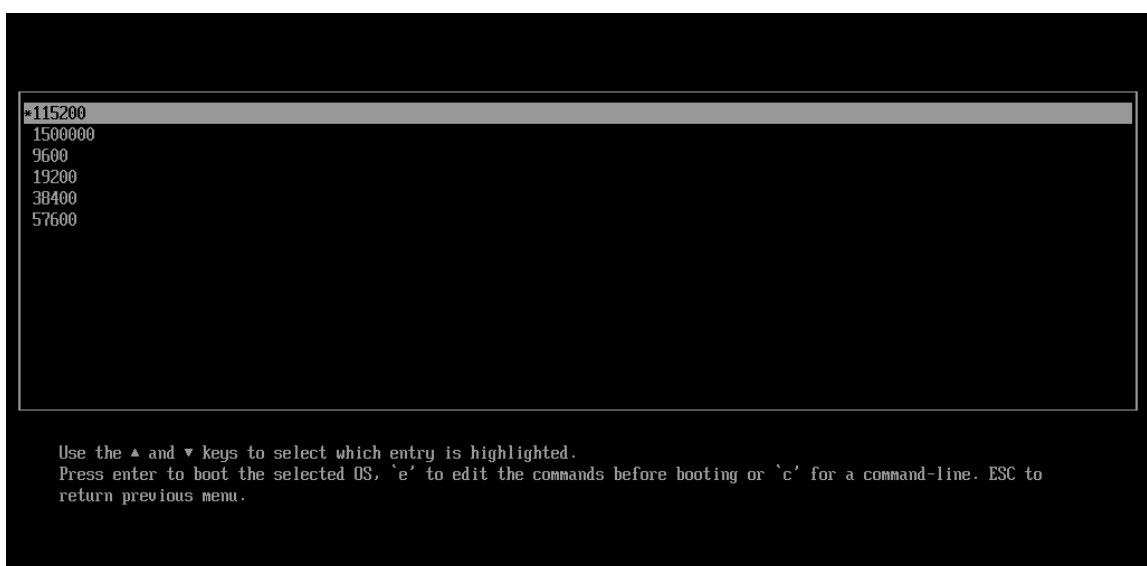 *115200
1500000
9600
19200
38400
57600
Use the ▲ and ▼ keys to select which entry is highlighted.
Press enter to boot the selected OS, `e' to edit the commands before booting or `c' for a command-line. ESC to
return previous menu.